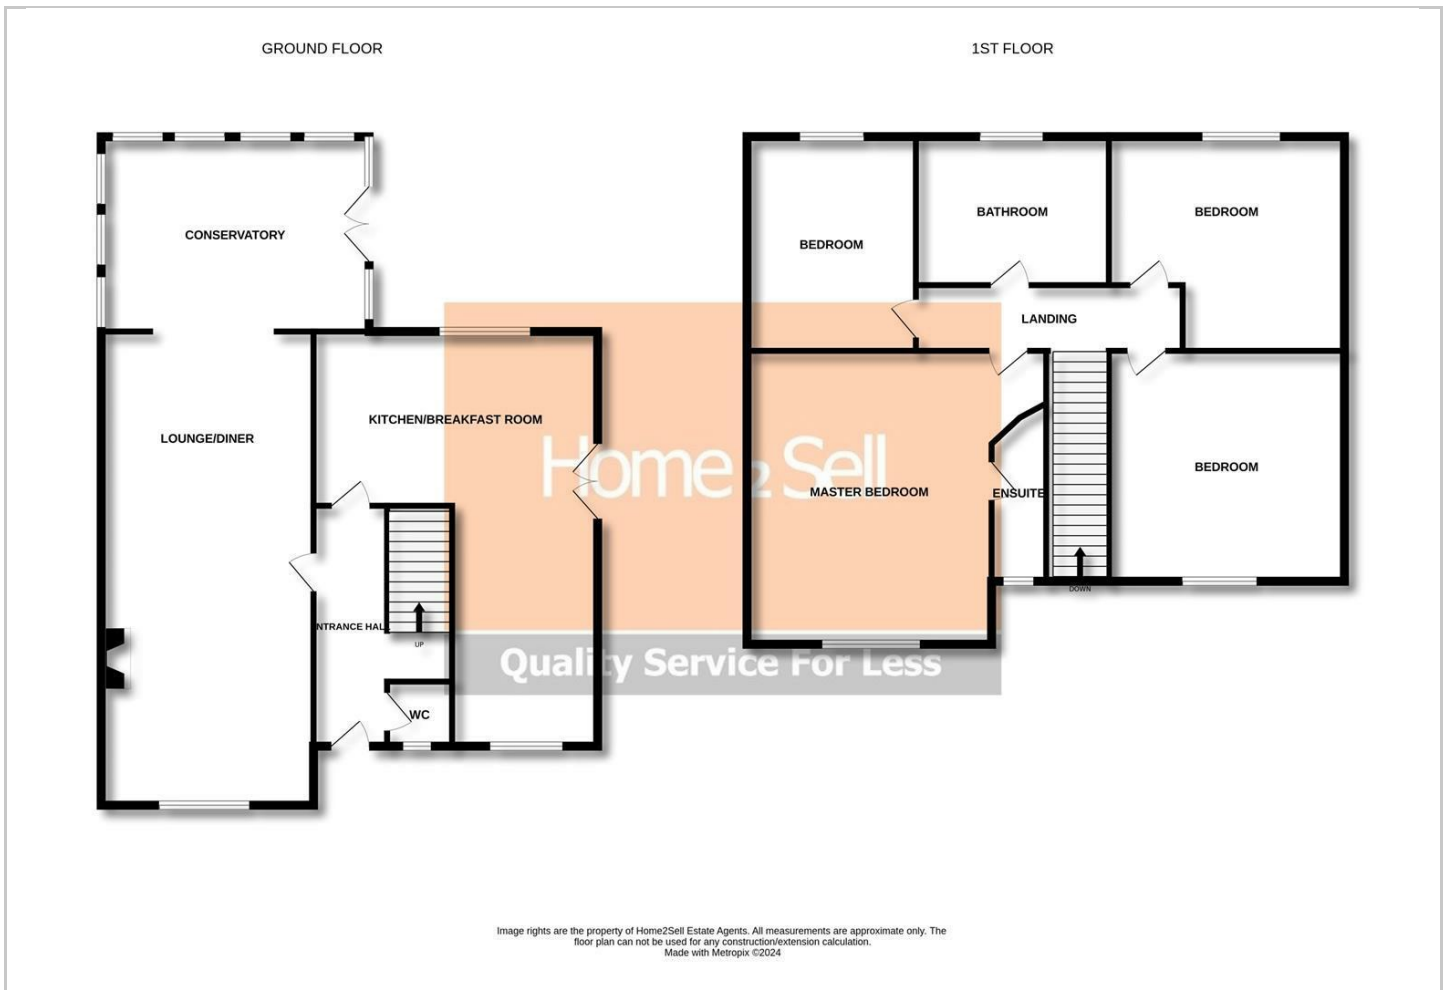 GROUND FLOOR
1ST FLOOR
CONSERVATORY
LOUNGE/DINER
KITCHEN/BREAKFAST ROOM
NTRANCE HAL
UP
WC
BEDROOM
BATHROOM
BEDROOM
LANDING
MASTER BEDROOM
ENSUITE
BEDROOM
DOWN
Home2Sell
Quality Service For Less
Image rights are the property of Home2Sell Estate Agents. All measurements are approximate only. The
floor plan can not be used for any construction/extension calculation.
Made with Metropix ©2024